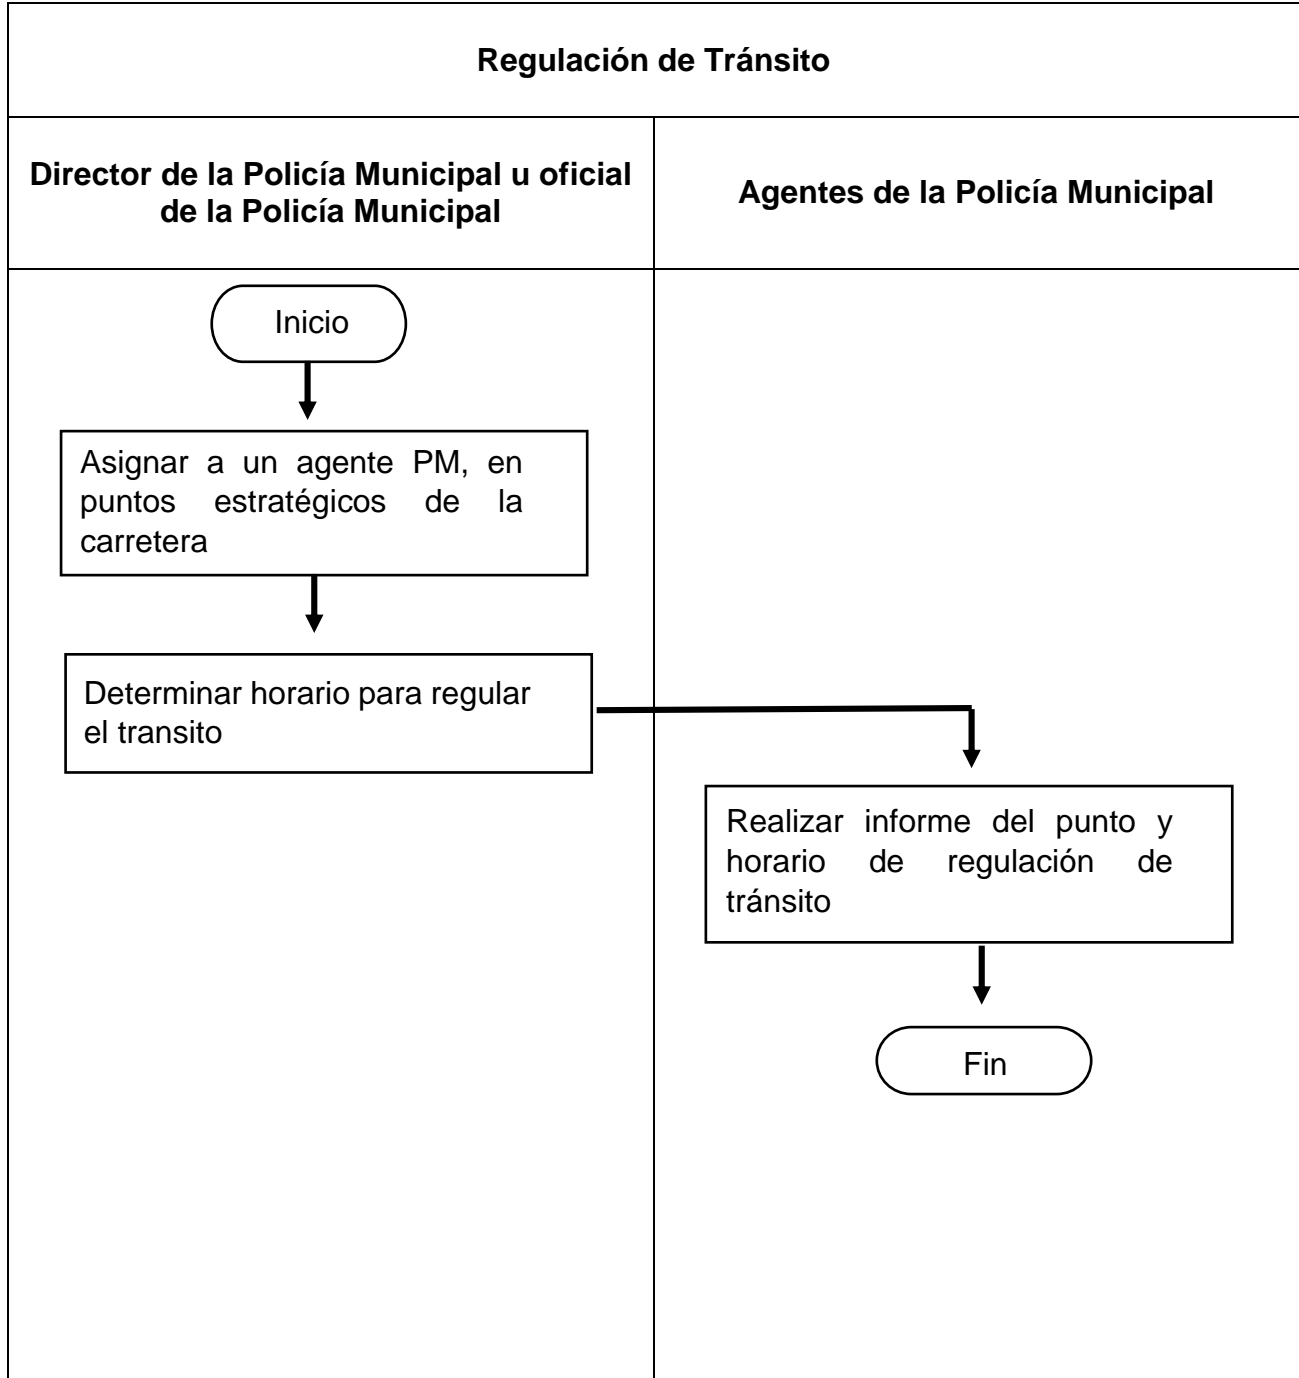 Regulación de Tránsito
Director de la Policía Municipal u oficial
de la Policía Municipal
Agentes de la Policía Municipal
Inicio
Asignar a un agente PM, en
puntos estratégicos de la
carretera
Determinar horario para regular
el transito
Realizar informe del punto y
horario de regulación de
tránsito
Fin